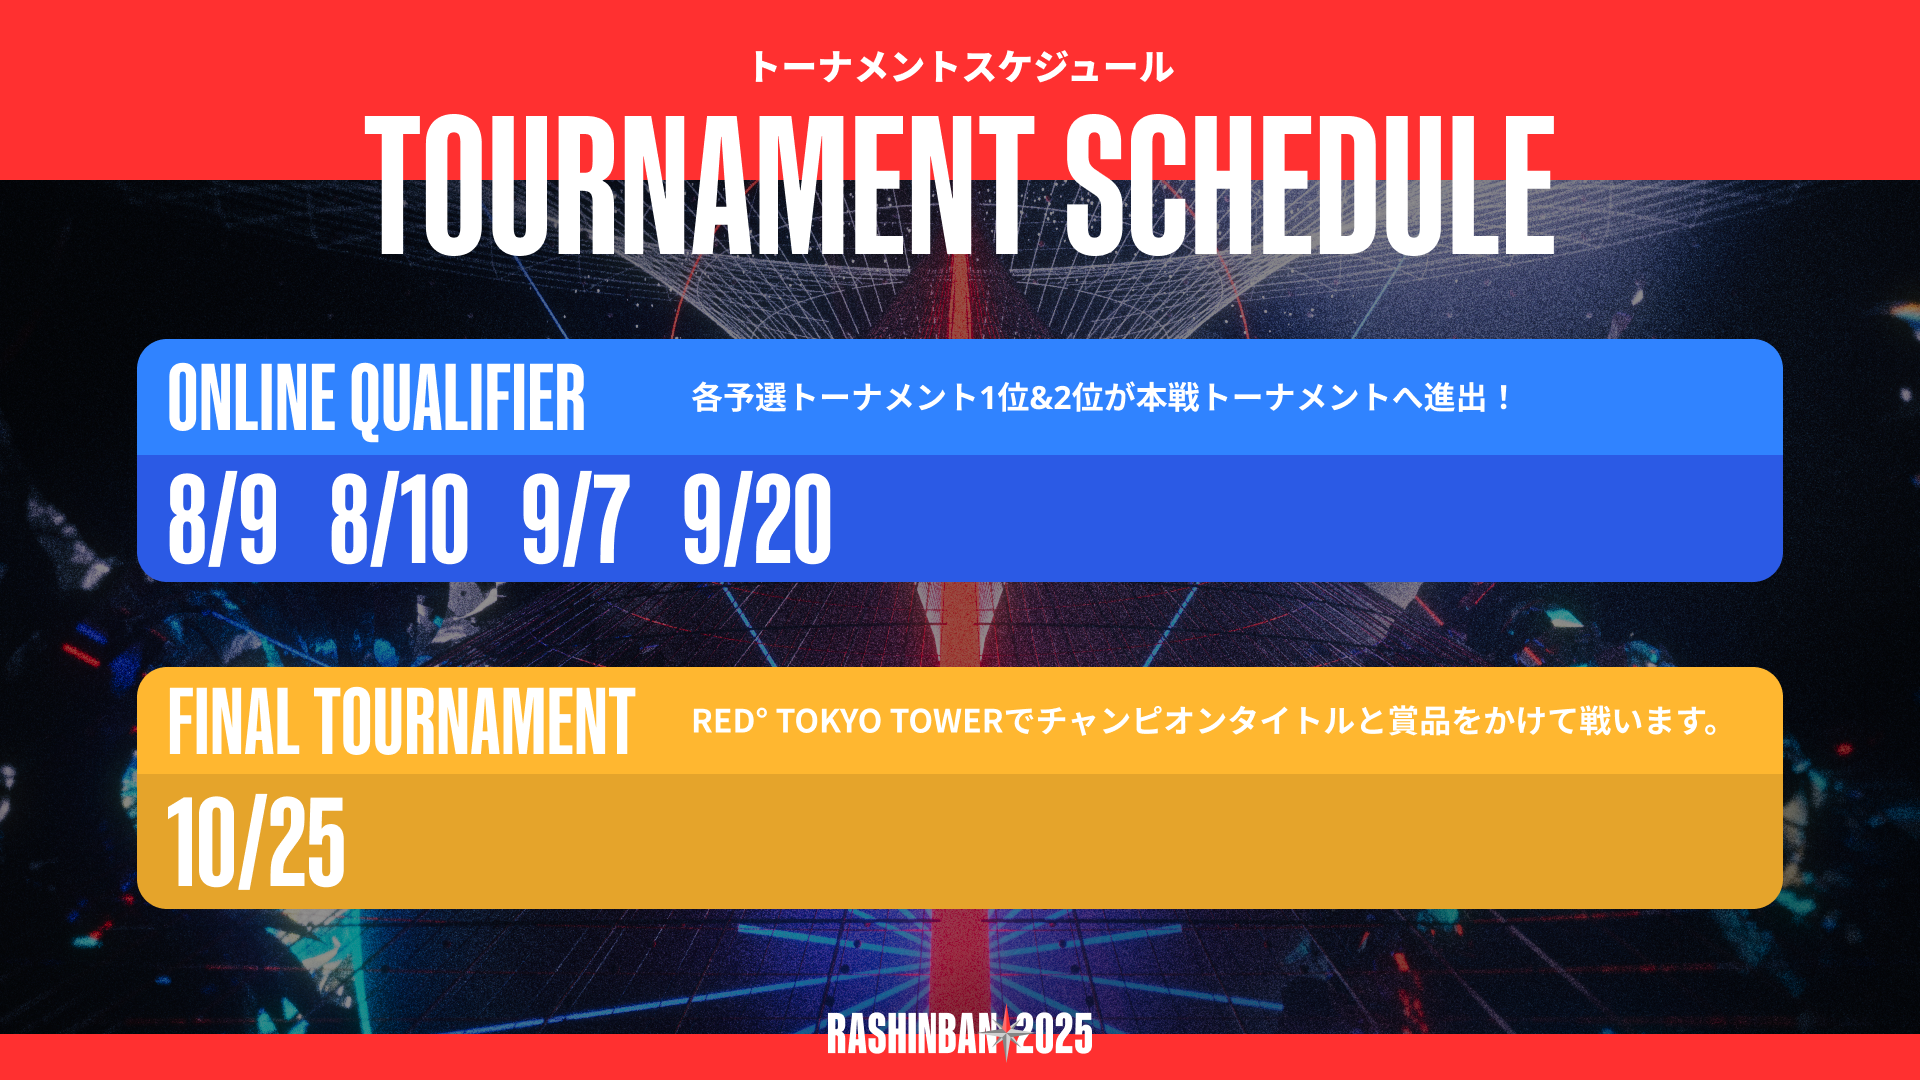 トーナメントスケジュール
TOURNAMENT SCHEDULE
ONLINE QUALIFIER
各予選トーナメント1位&2位が本戦トーナメントへ進出！
8/9 8/10 9/7 9/20
FINAL TOURNAMENT
RED° TOKYO TOWERでチャンピオンタイトルと賞品をかけて戦います。
10/25
RASHINBAN 2025